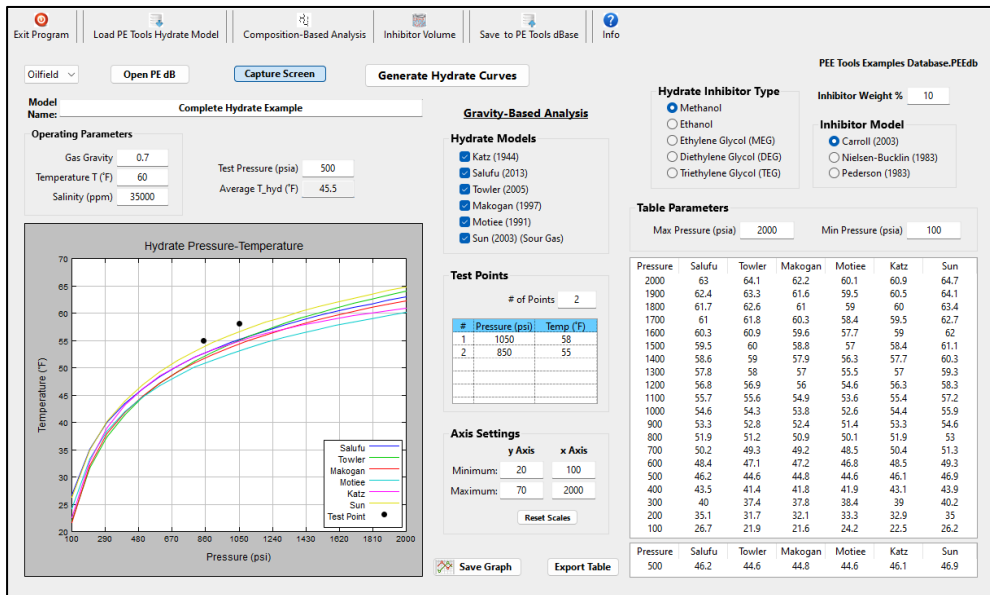 Exit Program
Load PE Tools Hydrate Model
Composition-Based Analysis
Inhibitor Volume
Save to PE Tools dBase
Info
Oilfield
Open PE dB
Capture Screen
Generate Hydrate Curves
PEE Tools Examples Database.PEEdb
Model
Name:
Complete Hydrate Example
Operating Parameters
Gas Gravity 0.7
Temperature T (°F) 60
Salinity (ppm) 35000
Test Pressure (psia) 500
Average T_hyd (°F) 45.5
Gravity-Based Analysis
Hydrate Models
Katz (1944)
Salufu (2013)
Towler (2005)
Makogan (1997)
Motiee (1991)
Sun (2003) (Sour Gas)
Hydrate Inhibitor Type
Methanol
Ethanol
Ethylene Glycol (MEG)
Diethylene Glycol (DEG)
Triethylene Glycol (TEG)
Inhibitor Weight % 10
Inhibitor Model
Carroll (2003)
Nielsen-Bucklin (1983)
Pederson (1983)
Hydrate Pressure-Temperature
Temperature (°F)
70
65
60
55
50
45
40
35
30
25
20
100 290 480 670 860 1050 1240 1430 1620 1810 2000
Pressure (psi)
Salufu
Towler
Makogan
Motiee
Katz
Sun
Test Point
Test Points
# of Points 2
# Pressure (psi) Temp (°F)
1 1050 58
2 850 55
Axis Settings
y Axis x Axis
Minimum: 20 100
Maximum: 70 2000
Reset Scales
Save Graph
Export Table
Table Parameters
Max Pressure (psia) 2000 Min Pressure (psia) 100
Pressure Salufu Towler Makogan Motiee Katz Sun
2000 63 64.1 62.2 60.1 60.9 64.7
1900 62.4 63.3 61.6 59.5 60.5 64.1
1800 61.7 62.6 61 59 60 63.4
1700 61 61.8 60.3 58.4 59.5 62.7
1600 60.3 60.9 59.6 57.7 59 62
1500 59.5 60 58.8 57 58.4 61.1
1400 58.6 59 57.9 56.3 57.7 60.3
1300 57.8 58 57 55.5 57 59.3
1200 56.8 56.9 56 54.6 56.3 58.3
1100 55.7 55.6 54.9 53.6 55.4 57.2
1000 54.6 54.3 53.8 52.6 54.4 55.9
900 53.3 52.8 52.4 51.4 53.3 54.6
800 51.9 51.2 50.9 50.1 51.9 53
700 50.2 49.3 49.2 48.5 50.4 51.3
600 48.4 47.1 47.2 46.8 48.5 49.3
500 46.2 44.6 44.8 44.6 46.1 46.9
400 43.5 41.4 41.8 41.9 43.1 43.9
300 40 37.4 37.8 38.4 39 40.2
200 35.1 31.7 32.1 33.3 32.9 35
100 26.7 21.9 21.6 24.2 22.5 26.2
Pressure Salufu Towler Makogan Motiee Katz Sun
500 46.2 44.6 44.8 44.6 46.1 46.9